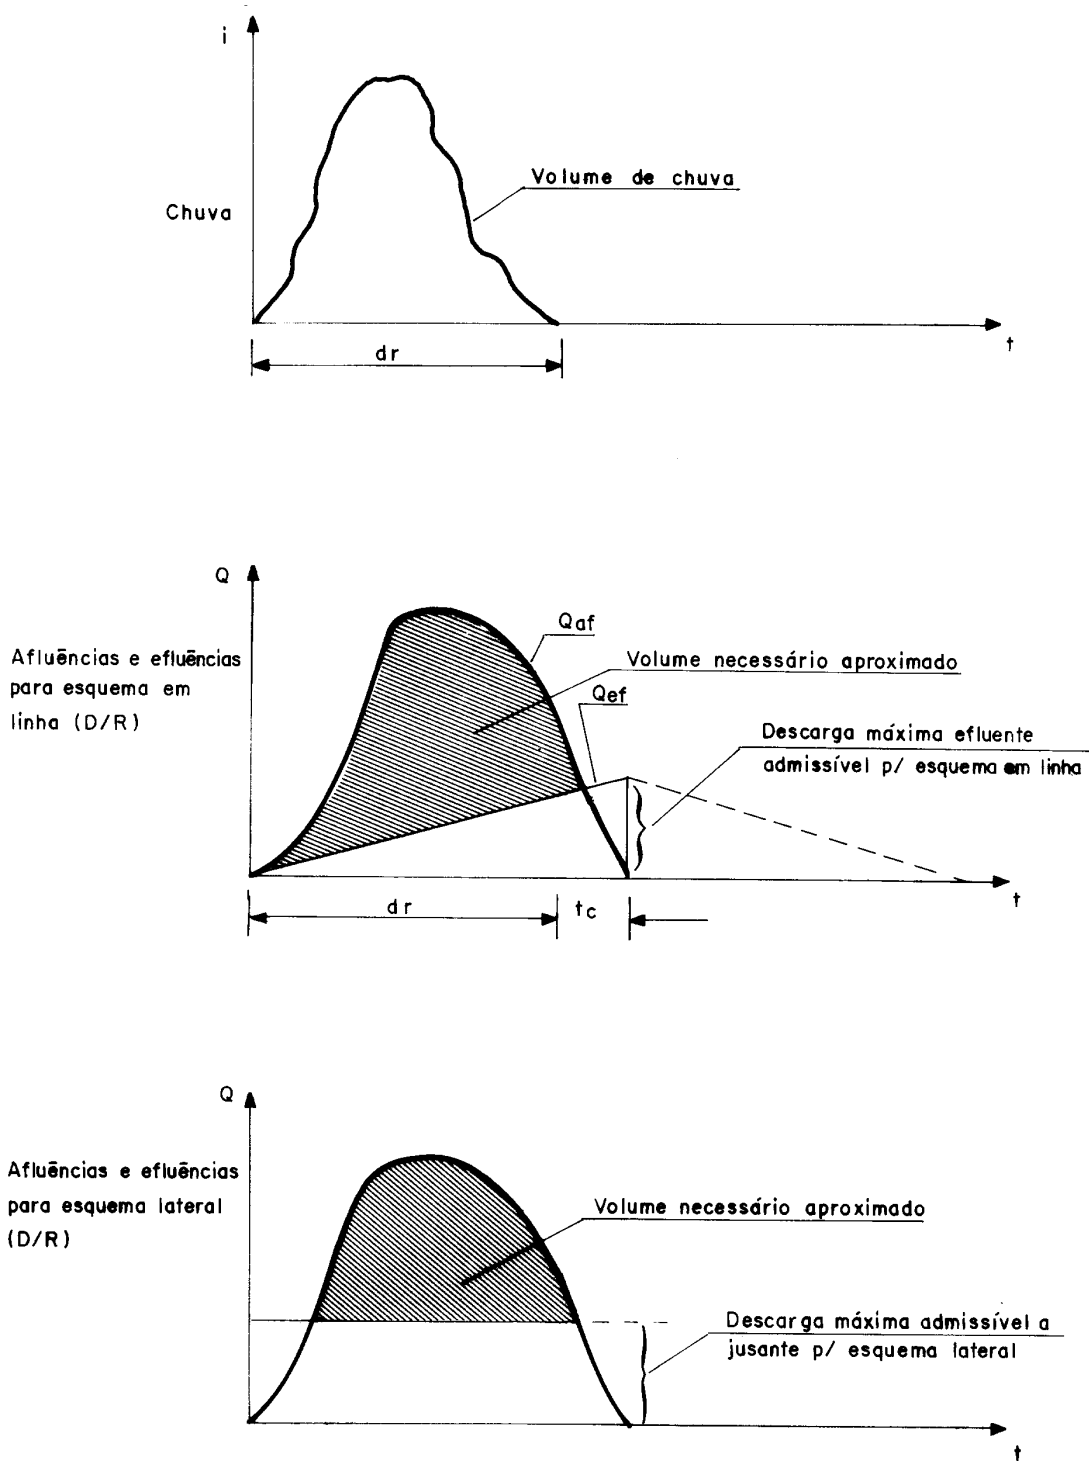 i
Volume de chuva
Chuva
t
dr
Q
Qaf
Afluências e efluências
para esquema em
linha (D/R)
Volume necessário aproximado
Qef
Descarga máxima efluente
admissível p/ esquema em linha
t
dr
tc
Q
Afluências e efluências
para esquema lateral
(D/R)
Volume necessário aproximado
Descarga máxima admissível a
jusante p/ esquema lateral
t